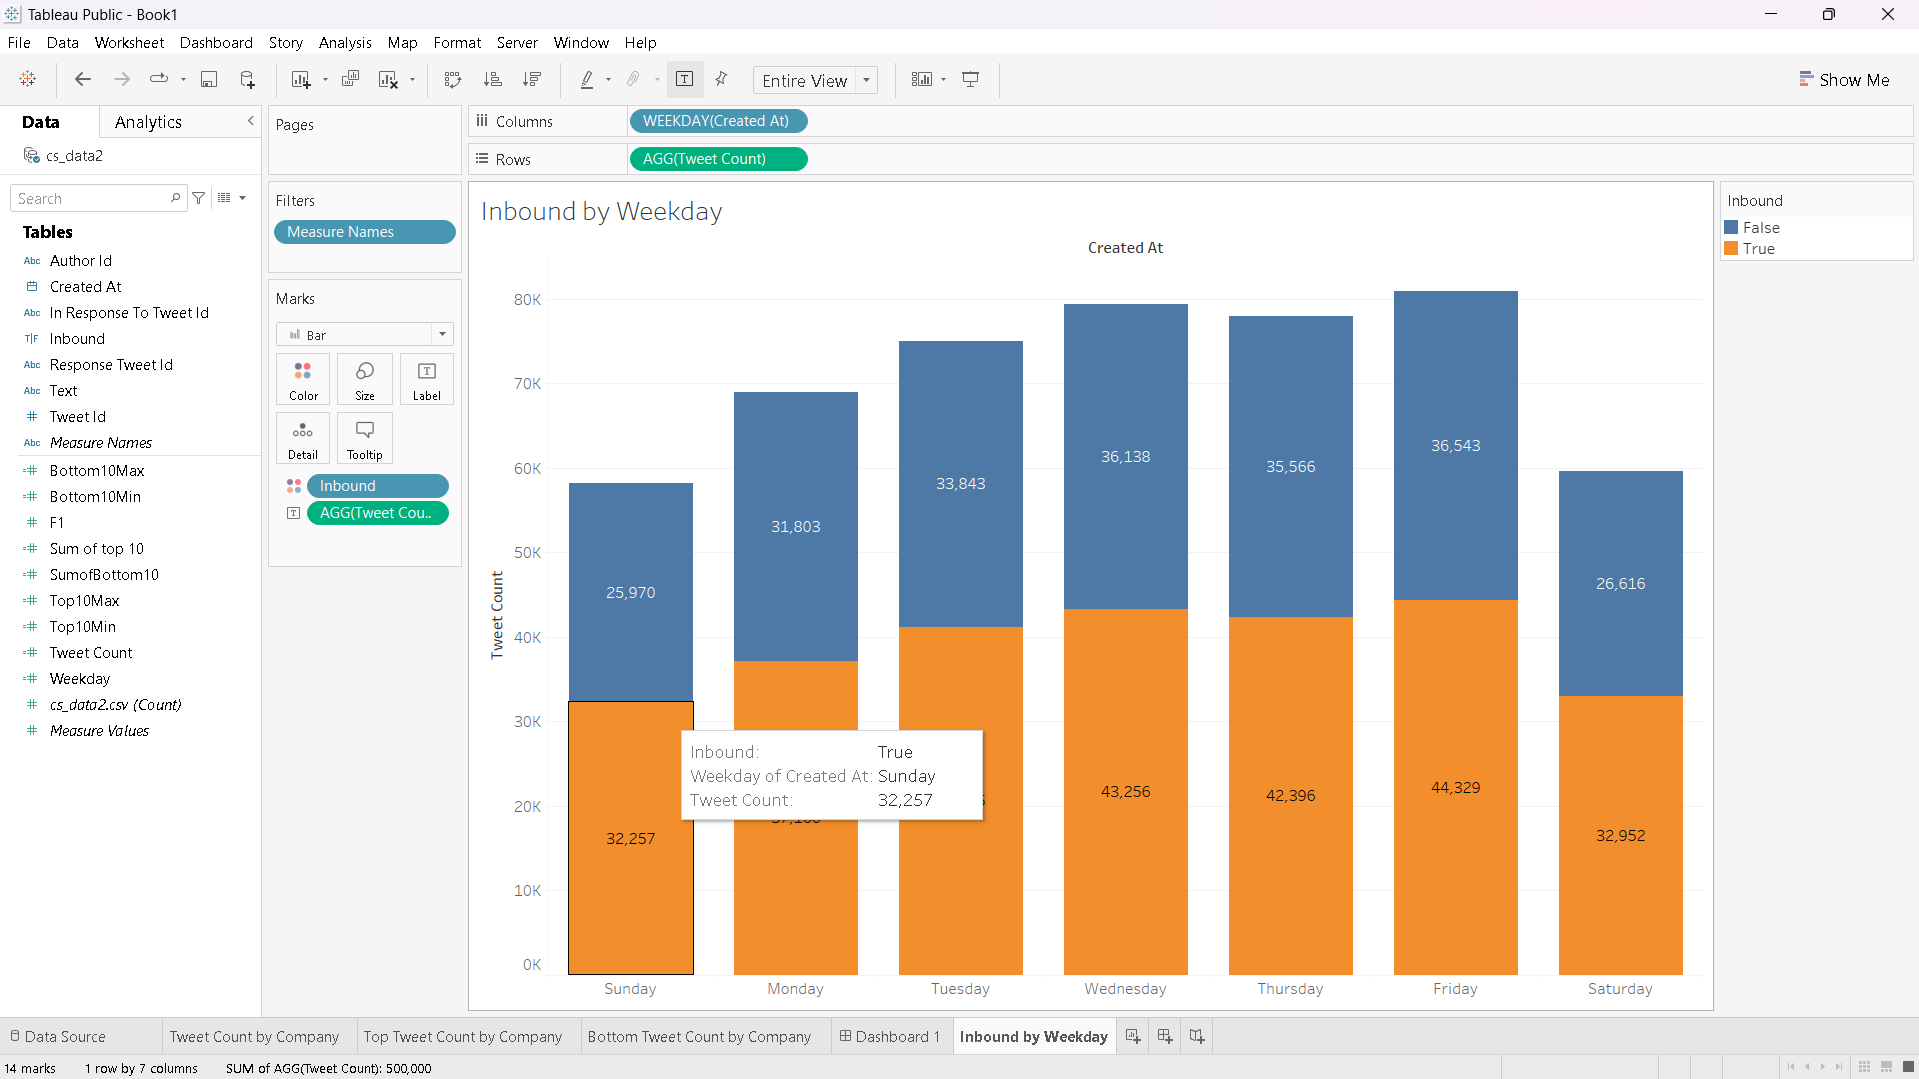 Tableau Public - Book1
File Data Worksheet Dashboard Story Analysis Map Format Server Window Help
Entire View
Show Me
Data
Analytics
cs_data2
Search
Tables
Abc Author Id
Created At
Abc In Response To Tweet Id
T|F Inbound
Abc Response Tweet Id
Abc Text
# Tweet Id
Abc Measure Names
=# Bottom10Max
=# Bottom10Min
=# F1
=# Sum of top 10
=# SumofBottom10
=# Top10Max
=# Top10Min
=# Tweet Count
=# Weekday
# cs_data2.csv (Count)
# Measure Values
Pages
Filters
Measure Names
Marks
Bar
Color
Size
T
Label
Detail
Tooltip
Inbound
T AGG(Tweet Cou..
Columns
WEEKDAY(Created At)
Rows
AGG(Tweet Count)
Inbound by Weekday
Created At
Tweet Count
80K
70K
60K
50K
40K
30K
20K
10K
0K
25,970
31,803
33,843
36,138
35,566
36,543
26,616
32,257
43,256
42,396
44,329
32,952
Inbound: True
Weekday of Created At: Sunday
Tweet Count: 32,257
Sunday Monday Tuesday Wednesday Thursday Friday Saturday
Inbound
False
True
Data Source
Tweet Count by Company
Top Tweet Count by Company
Bottom Tweet Count by Company
Dashboard 1
Inbound by Weekday
14 marks
1 row by 7 columns
SUM of AGG(Tweet Count): 500,000